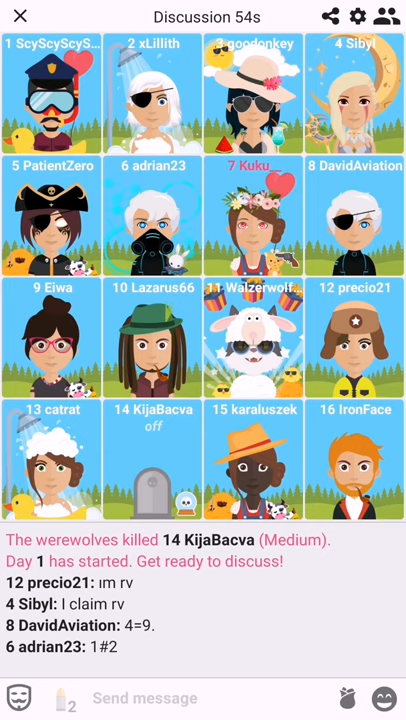 Discussion 54s
1 ScyScyScyS...
2 xLillith
3 goodonkey
4 Sibyl
5 PatientZero
6 adrian23
7 Kuku_
8 DavidAviation
9 Eiwa
10 Lazarus66
11 Walzerwolf...
12 precio21
13 catrat
14 KijaBacva
off
15 karaluszek
16 IronFace
The werewolves killed 14 KijaBacva (Medium).
Day 1 has started. Get ready to discuss!
12 precio21: ım rv
4 Sibyl: I claim rv
8 DavidAviation: 4=9.
6 adrian23: 1#2
2
Send message